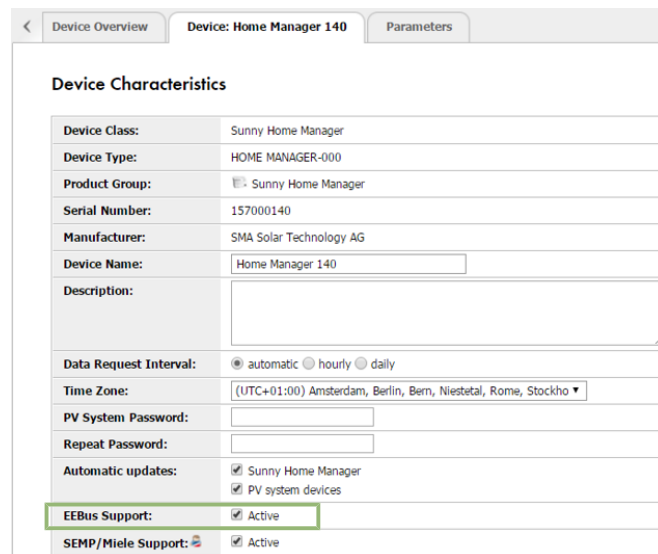 Device Overview Device: Home Manager 140 Parameters
Device Characteristics
Device Class: Sunny Home Manager
Device Type: HOME MANAGER-000
Product Group: Sunny Home Manager
Serial Number: 157000140
Manufacturer: SMA Solar Technology AG
Device Name: Home Manager 140
Description:
Data Request Interval: automatic hourly daily
Time Zone: (UTC+01:00) Amsterdam, Berlin, Bern, Niestetal, Rome, Stockho
PV System Password:
Repeat Password:
Automatic updates: Sunny Home Manager
PV system devices
EEBus Support: Active
SEMP/Miele Support: Active